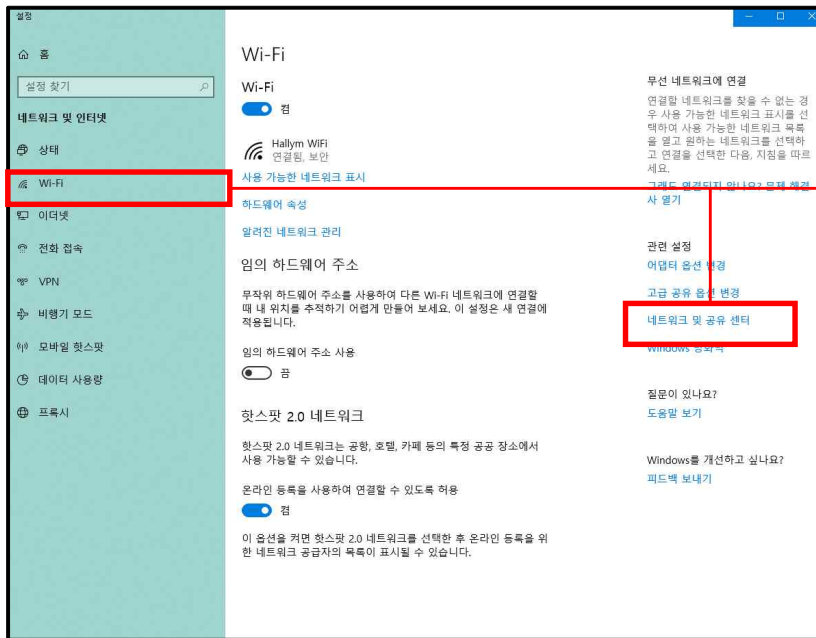 설정
홈
설정 찾기
네트워크 및 인터넷
상태
Wi-Fi
이더넷
전화 접속
VPN
비행기 모드
모바일 핫스팟
데이터 사용량
프록시
Wi-Fi
Wi-Fi
켬
Hallym WiFi
연결됨, 보안
사용 가능한 네트워크 표시
하드웨어 속성
알려진 네트워크 관리
임의 하드웨어 주소
무작위 하드웨어 주소를 사용하여 다른 Wi-Fi 네트워크에 연결할
때 내 위치를 추적하기 어렵게 만들어 보세요. 이 설정은 새 연결에
적용됩니다.
임의 하드웨어 주소 사용
끔
핫스팟 2.0 네트워크
핫스팟 2.0 네트워크는 공항, 호텔, 카페 등의 특정 공공 장소에서
사용 가능할 수 있습니다.
온라인 등록을 사용하여 연결할 수 있도록 허용
켬
이 옵션을 켜면 핫스팟 2.0 네트워크를 선택한 후 온라인 등록을 위
한 네트워크 공급자의 목록이 표시될 수 있습니다.
무선 네트워크에 연결
연결할 네트워크를 찾을 수 없는 경
우 사용 가능한 네트워크 표시를 선
택하여 사용 가능한 네트워크 목록
을 열고 원하는 네트워크를 선택하
고 연결을 선택한 다음, 지침을 따르
세요.
그래도 연결되지 않나요? 문제 해결
사 열기
관련 설정
어댑터 옵션 변경
고급 공유 옵션 변경
네트워크 및 공유 센터
Windows 방화벽
질문이 있나요?
도움말 보기
Windows를 개선하고 싶나요?
피드백 보내기